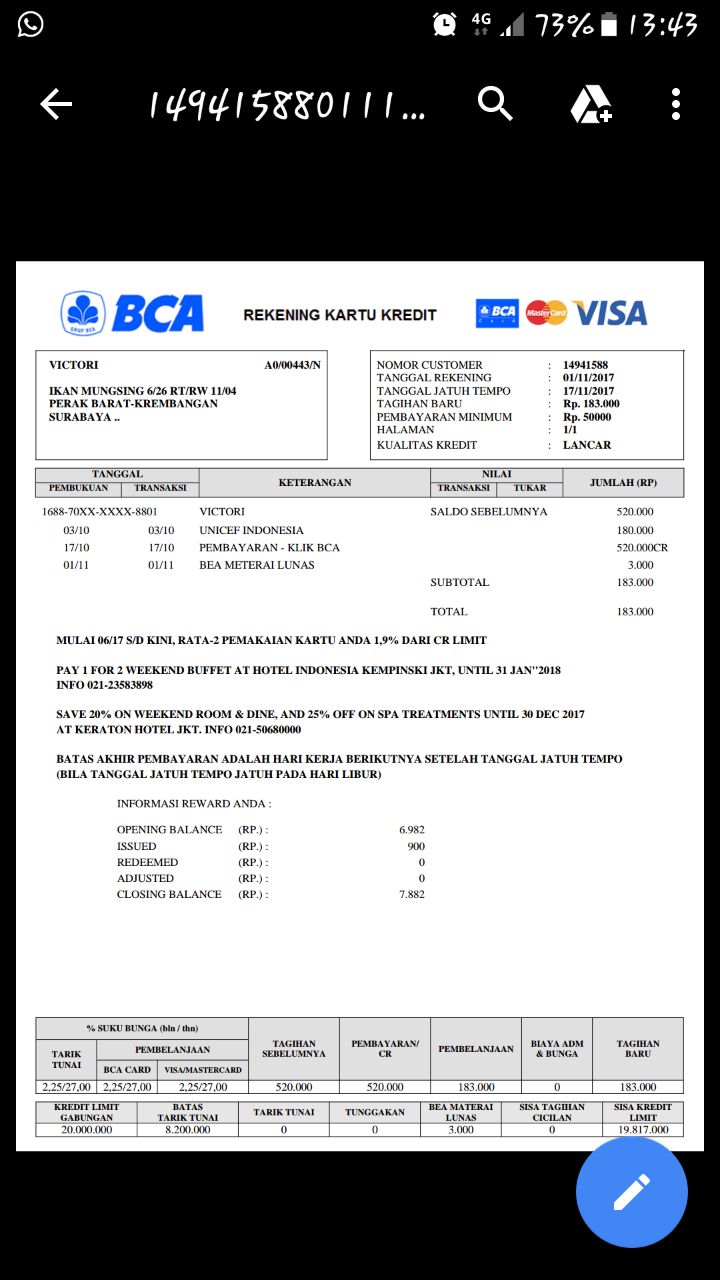 4G 73% 13:43
149415880111...
GRUP BCA
BCA
REKENING KARTU KREDIT
BCA
Card
MasterCard
VISA
VICTORI A0/00443/N
IKAN MUNGSING 6/26 RT/RW 11/04
PERAK BARAT-KREMBANGAN
SURABAYA ..
NOMOR CUSTOMER : 14941588
TANGGAL REKENING : 01/11/2017
TANGGAL JATUH TEMPO : 17/11/2017
TAGIHAN BARU : Rp. 183.000
PEMBAYARAN MINIMUM : Rp. 50000
HALAMAN : 1/1
KUALITAS KREDIT : LANCAR
TANGGAL KETERANGAN NILAI JUMLAH (RP)
PEMBUKUAN TRANSAKSI TRANSAKSI TUKAR
1688-70XX-XXXX-8801 VICTORI SALDO SEBELUMNYA 520.000
03/10 03/10 UNICEF INDONESIA 180.000
17/10 17/10 PEMBAYARAN - KLIK BCA 520.000CR
01/11 01/11 BEA METERAI LUNAS 3.000
SUBTOTAL 183.000
TOTAL 183.000
MULAI 06/17 S/D KINI, RATA-2 PEMAKAIAN KARTU ANDA 1,9% DARI CR LIMIT
PAY 1 FOR 2 WEEKEND BUFFET AT HOTEL INDONESIA KEMPINSKI JKT, UNTIL 31 JAN"2018
INFO 021-23583898
SAVE 20% ON WEEKEND ROOM & DINE, AND 25% OFF ON SPA TREATMENTS UNTIL 30 DEC 2017
AT KERATON HOTEL JKT. INFO 021-50680000
BATAS AKHIR PEMBAYARAN ADALAH HARI KERJA BERIKUTNYA SETELAH TANGGAL JATUH TEMPO
(BILA TANGGAL JATUH TEMPO JATUH PADA HARI LIBUR)
INFORMASI REWARD ANDA :
OPENING BALANCE (RP.) : 6.982
ISSUED (RP.) : 900
REDEEMED (RP.) : 0
ADJUSTED (RP.) : 0
CLOSING BALANCE (RP.) : 7.882
% SUKU BUNGA (bln / thn) TAGIHAN SEBELUMNYA PEMBAYARAN/ CR PEMBELANJAAN BIAYA ADM & BUNGA TAGIHAN BARU
TARIK TUNAI PEMBELANJAAN
BCA CARD VISA/MASTERCARD
2,25/27,00 2,25/27,00 2,25/27,00 520.000 520.000 183.000 0 183.000
KREDIT LIMIT GABUNGAN BATAS TARIK TUNAI TARIK TUNAI TUNGGAKAN BEA MATERAI LUNAS SISA TAGIHAN CICILAN SISA KREDIT LIMIT
20.000.000 8.200.000 0 0 3.000 0 19.817.000